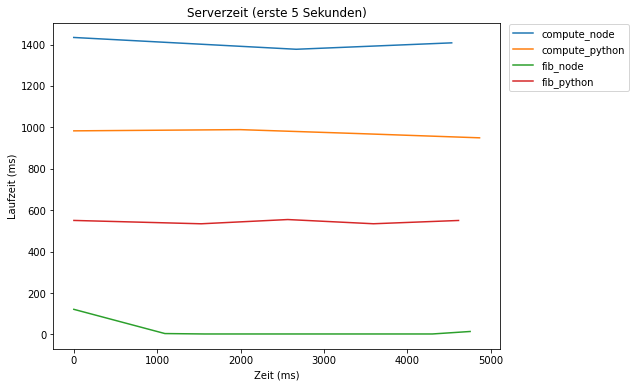 Serverzeit (erste 5 Sekunden)
Laufzeit (ms)
1400
1200
1000
800
600
400
200
0
0 1000 2000 3000 4000 5000
Zeit (ms)
compute_node
compute_python
fib_node
fib_python